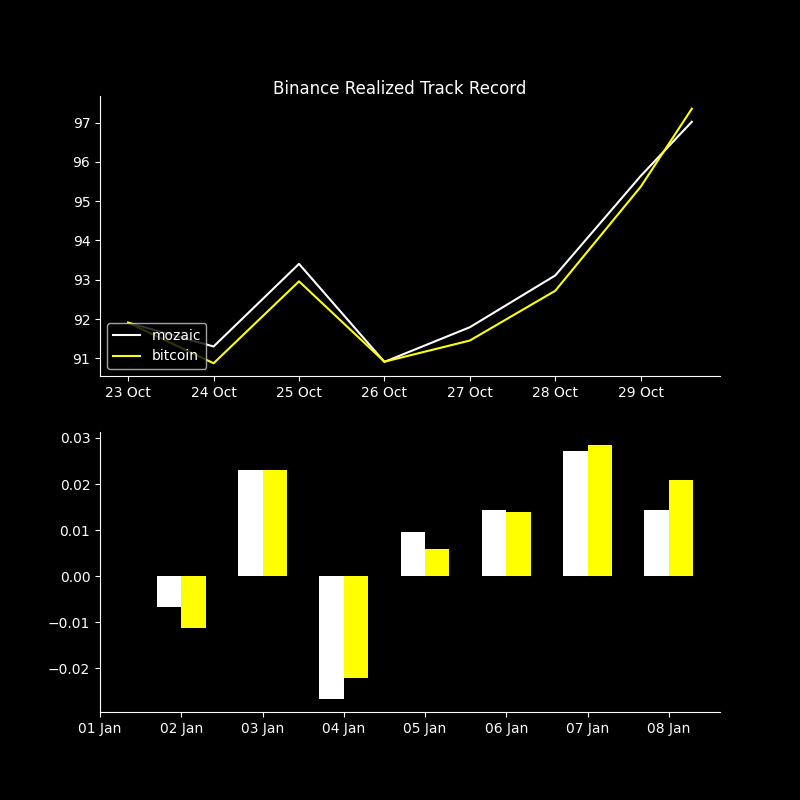 Binance Realized Track Record
97
96
95
94
93
92
91
mozaic
bitcoin
23 Oct 24 Oct 25 Oct 26 Oct 27 Oct 28 Oct 29 Oct
0.03
0.02
0.01
0.00
−0.01
−0.02
01 Jan 02 Jan 03 Jan 04 Jan 05 Jan 06 Jan 07 Jan 08 Jan